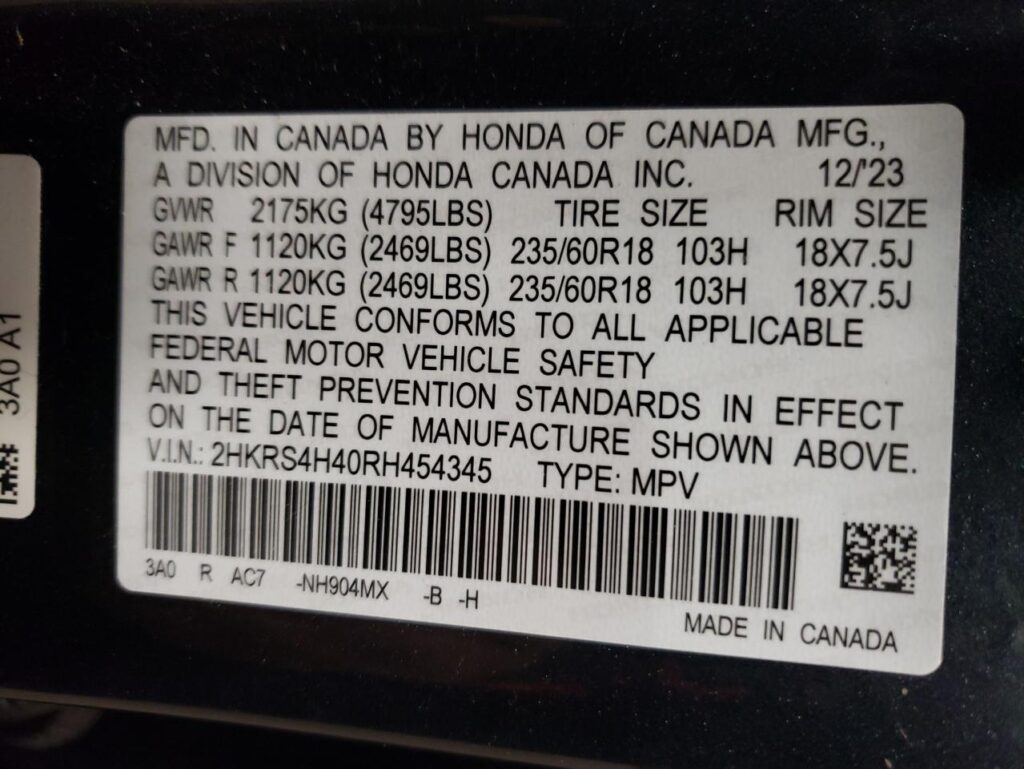 MFD. IN CANADA BY HONDA OF CANADA MFG.,
A DIVISION OF HONDA CANADA INC. 12/'23
GVWR 2175KG (4795LBS) TIRE SIZE RIM SIZE
GAWR F 1120KG (2469LBS) 235/60R18 103H 18X7.5J
GAWR R 1120KG (2469LBS) 235/60R18 103H 18X7.5J
THIS VEHICLE CONFORMS TO ALL APPLICABLE
FEDERAL MOTOR VEHICLE SAFETY
AND THEFT PREVENTION STANDARDS IN EFFECT
ON THE DATE OF MANUFACTURE SHOWN ABOVE.
V.I.N.: 2HKRS4H40RH454345 TYPE: MPV
3A0 R AC7 -NH904MX -B -H
MADE IN CANADA
3A0 A1